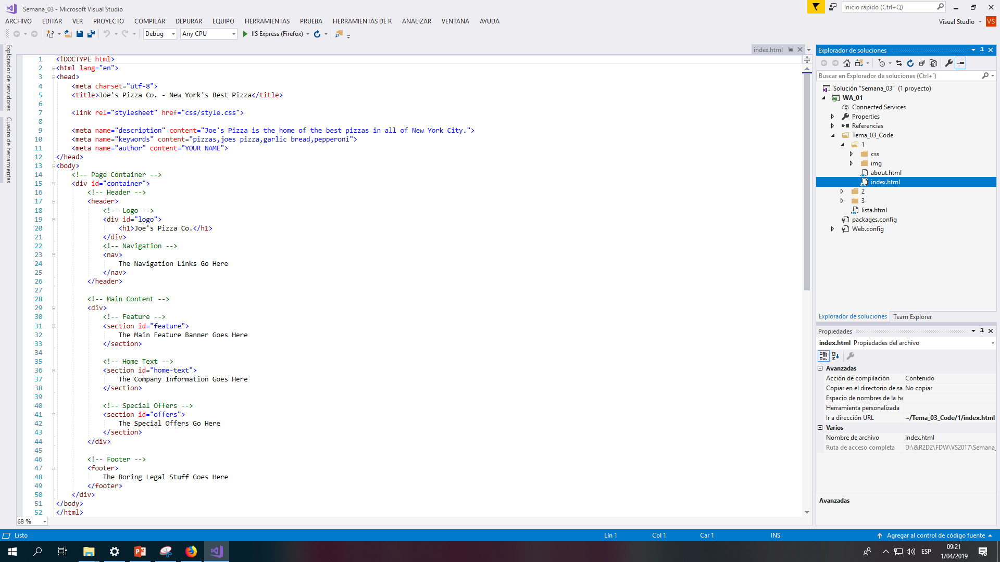 Semana_03 - Microsoft Visual Studio
Inicio rápido (Ctrl+Q)
ARCHIVO EDITAR VER PROYECTO COMPILAR DEPURAR EQUIPO HERRAMIENTAS PRUEBA HERRAMIENTAS DE R ANALIZAR VENTANA AYUDA
Visual Studio VS
Debug Any CPU IIS Express (Firefox)
Explorador de servidores
Cuadro de herramientas
index.html
1 <!DOCTYPE html>
2 <html lang="en">
3 <head>
4 <meta charset="utf-8">
5 <title>Joe's Pizza Co. - New York's Best Pizza</title>
6
7 <link rel="stylesheet" href="css/style.css">
8
9 <meta name="description" content="Joe's Pizza is the home of the best pizzas in all of New York City.">
10 <meta name="keywords" content="pizzas,joes pizza,garlic bread,pepperoni">
11 <meta name="author" content="YOUR NAME">
12 </head>
13 <body>
14 <!-- Page Container -->
15 <div id="container">
16 <!-- Header -->
17 <header>
18 <!-- Logo -->
19 <div id="logo">
20 <h1>Joe's Pizza Co.</h1>
21 </div>
22 <!-- Navigation -->
23 <nav>
24 The Navigation Links Go Here
25 </nav>
26 </header>
27
28 <!-- Main Content -->
29 <div>
30 <!-- Feature -->
31 <section id="feature">
32 The Main Feature Banner Goes Here
33 </section>
34
35 <!-- Home Text -->
36 <section id="home-text">
37 The Company Information Goes Here
38 </section>
39
40 <!-- Special Offers -->
41 <section id="offers">
42 The Special Offers Go Here
43 </section>
44 </div>
45
46 <!-- Footer -->
47 <footer>
48 The Boring Legal Stuff Goes Here
49 </footer>
50 </div>
51 </body>
52 </html>
68 %
Explorador de soluciones
Buscar en Explorador de soluciones (Ctrl+`)
Solución "Semana_03" (1 proyecto)
WA_01
Connected Services
Properties
Referencias
Tema_03_Code
1
css
img
about.html
index.html
2
3
lista.html
packages.config
Web.config
Explorador de soluciones Team Explorer
Propiedades
index.html Propiedades del archivo
Avanzadas
Acción de compilación Contenido
Copiar en el directorio de sa No copiar
Espacio de nombres de la he
Herramienta personalizada
Ir a dirección URL ~/Tema_03_Code/1/index.html
Varios
Nombre de archivo index.html
Ruta de acceso completa D:\&R2D2\FDW\VS2017\Semana_
Avanzadas
Listo Lín 1 Col 1 Car 1 INS Agregar al control de código fuente
ESP 09:21
1/04/2019